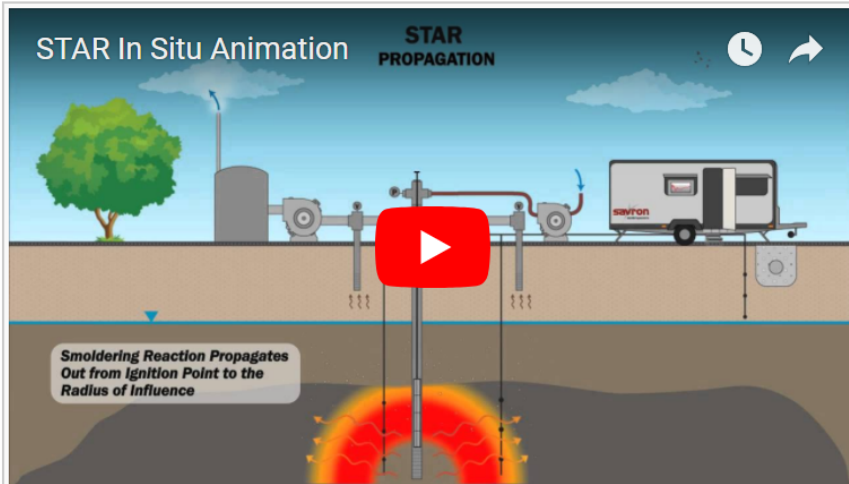 STAR In Situ Animation
STAR
PROPAGATION
savron
Smoldering Reaction Propagates
Out from Ignition Point to the
Radius of Influence